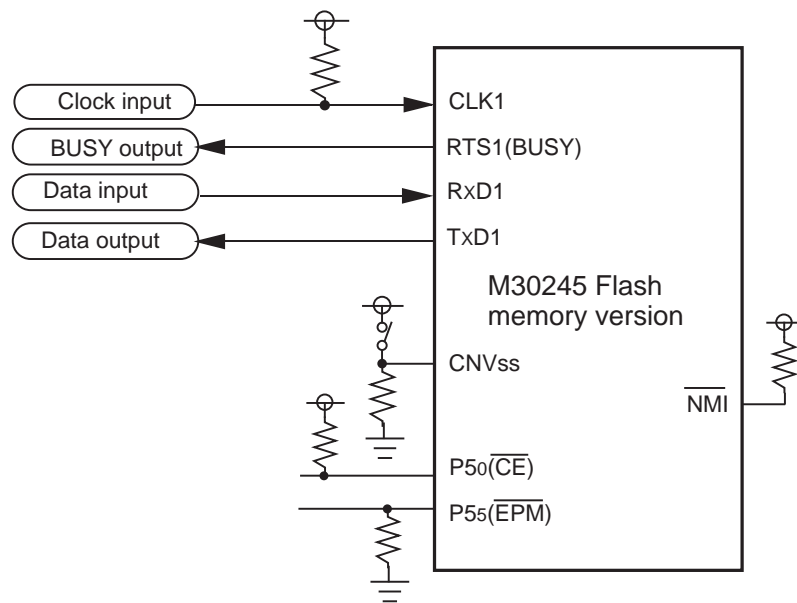 Clock input
CLK1
BUSY output
RTS1(BUSY)
Data input
RxD1
Data output
TxD1
M30245 Flash
memory version
CNVss
NMI
P50(CE)
P55(EPM)